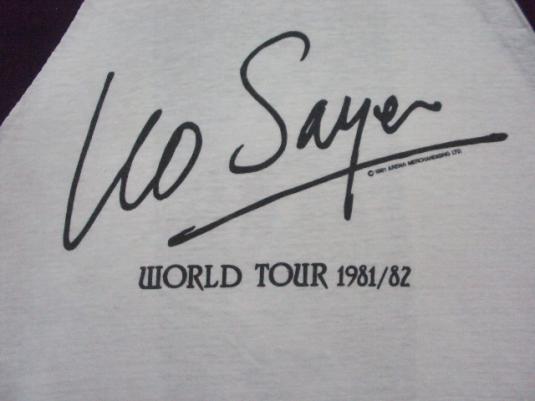 Leo Sayer
© 1981 ARENA MERCHANDISING LTD.
WORLD TOUR 1981/82